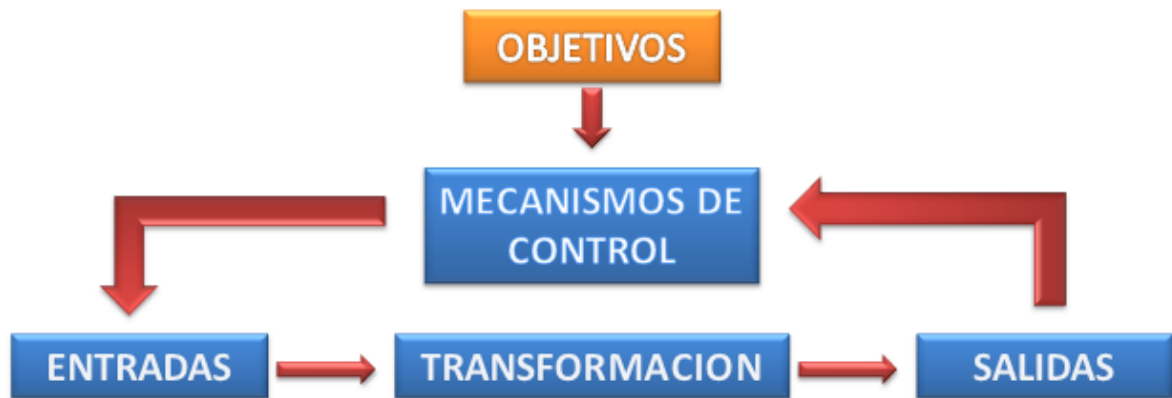 OBJETIVOS
MECANISMOS DE
CONTROL
ENTRADAS
TRANSFORMACION
SALIDAS